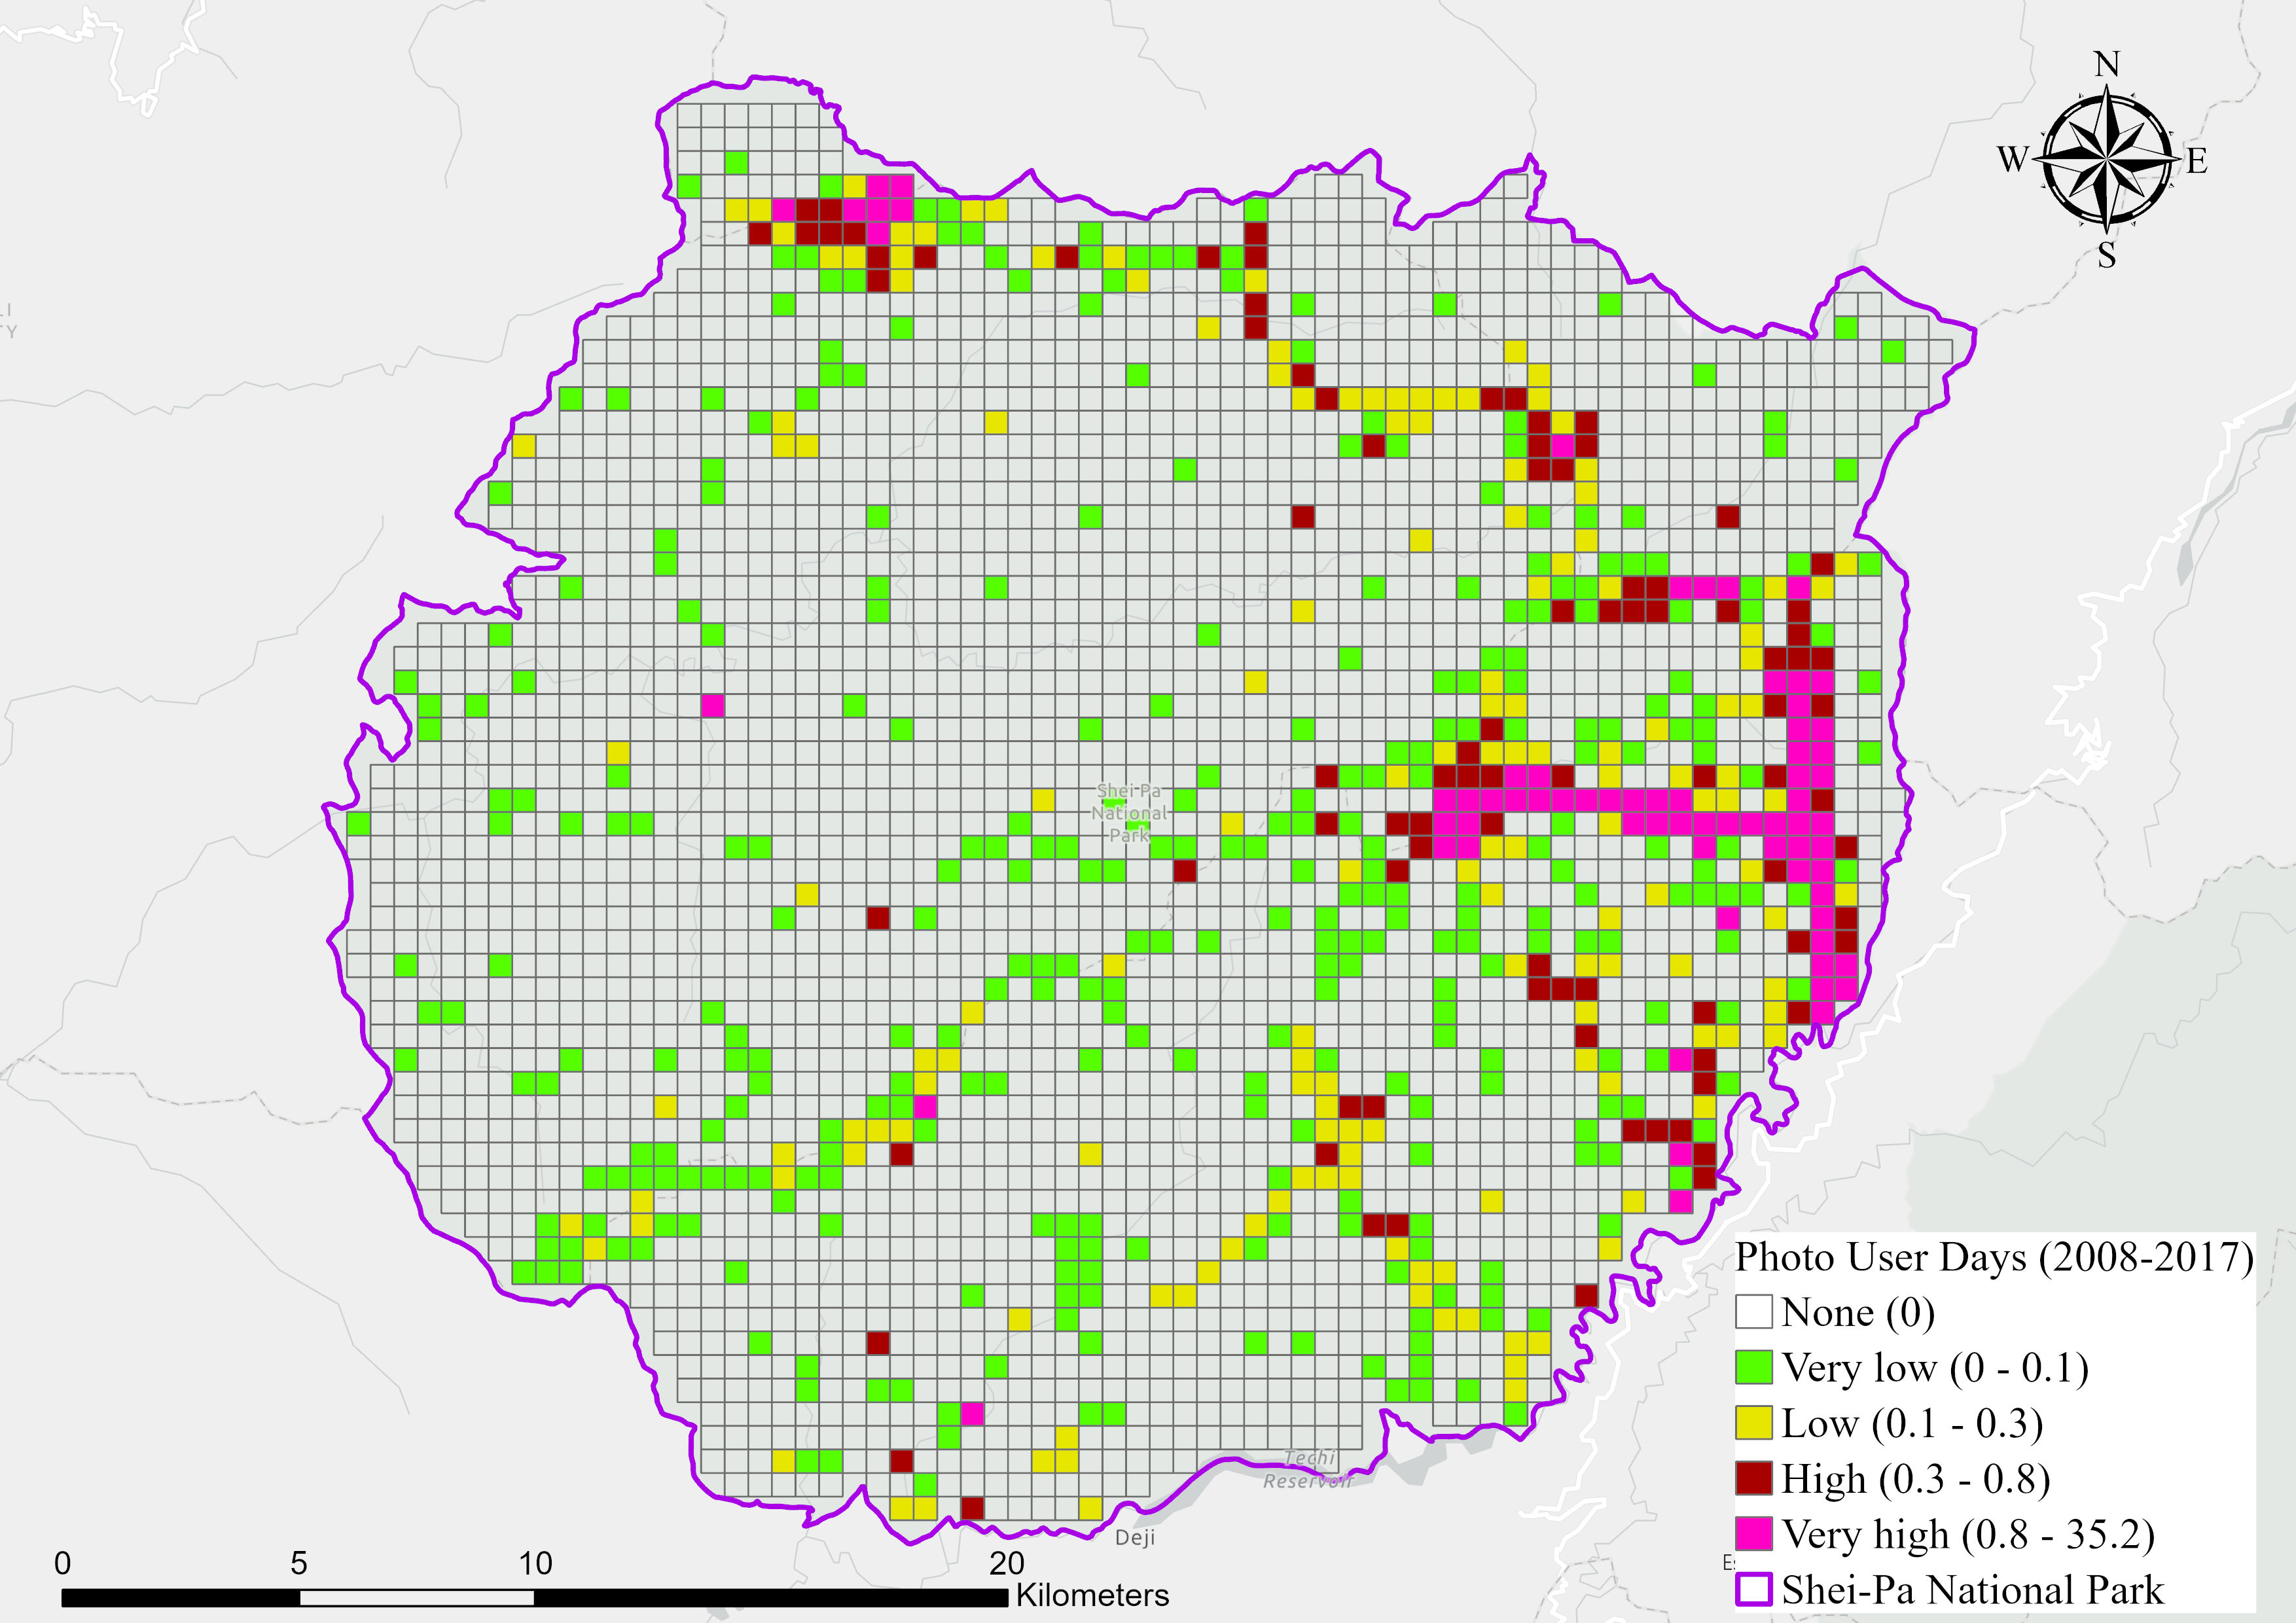 N
W E
S
Shei-Pa
National
Park
Photo User Days (2008-2017)
None (0)
Very low (0 - 0.1)
Low (0.1 - 0.3)
High (0.3 - 0.8)
Very high (0.8 - 35.2)
Shei-Pa National Park
Techi
Reservoir
Deji
0 5 10 20
Kilometers